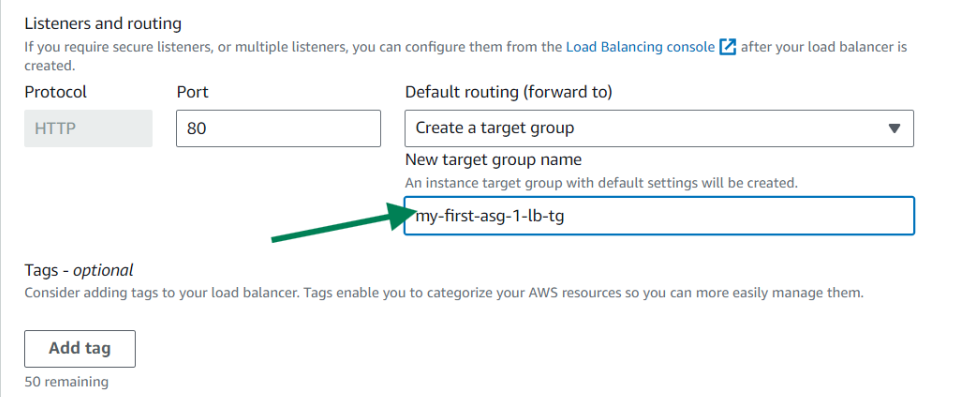 Listeners and routing
If you require secure listeners, or multiple listeners, you can configure them from the Load Balancing console after your load balancer is
created.
Protocol Port Default routing (forward to)
HTTP 80 Create a target group
New target group name
An instance target group with default settings will be created.
my-first-asg-1-lb-tg
Tags - optional
Consider adding tags to your load balancer. Tags enable you to categorize your AWS resources so you can more easily manage them.
Add tag
50 remaining